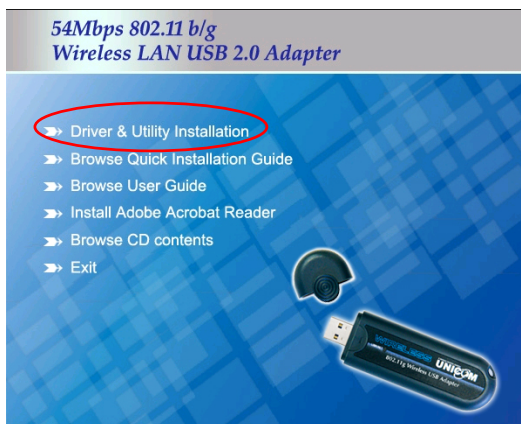 54Mbps 802.11 b/g
Wireless LAN USB 2.0 Adapter
Driver & Utility Installation
Browse Quick Installation Guide
Browse User Guide
Install Adobe Acrobat Reader
Browse CD contents
Exit
UNICOM
802.11g Wireless USB Adapter